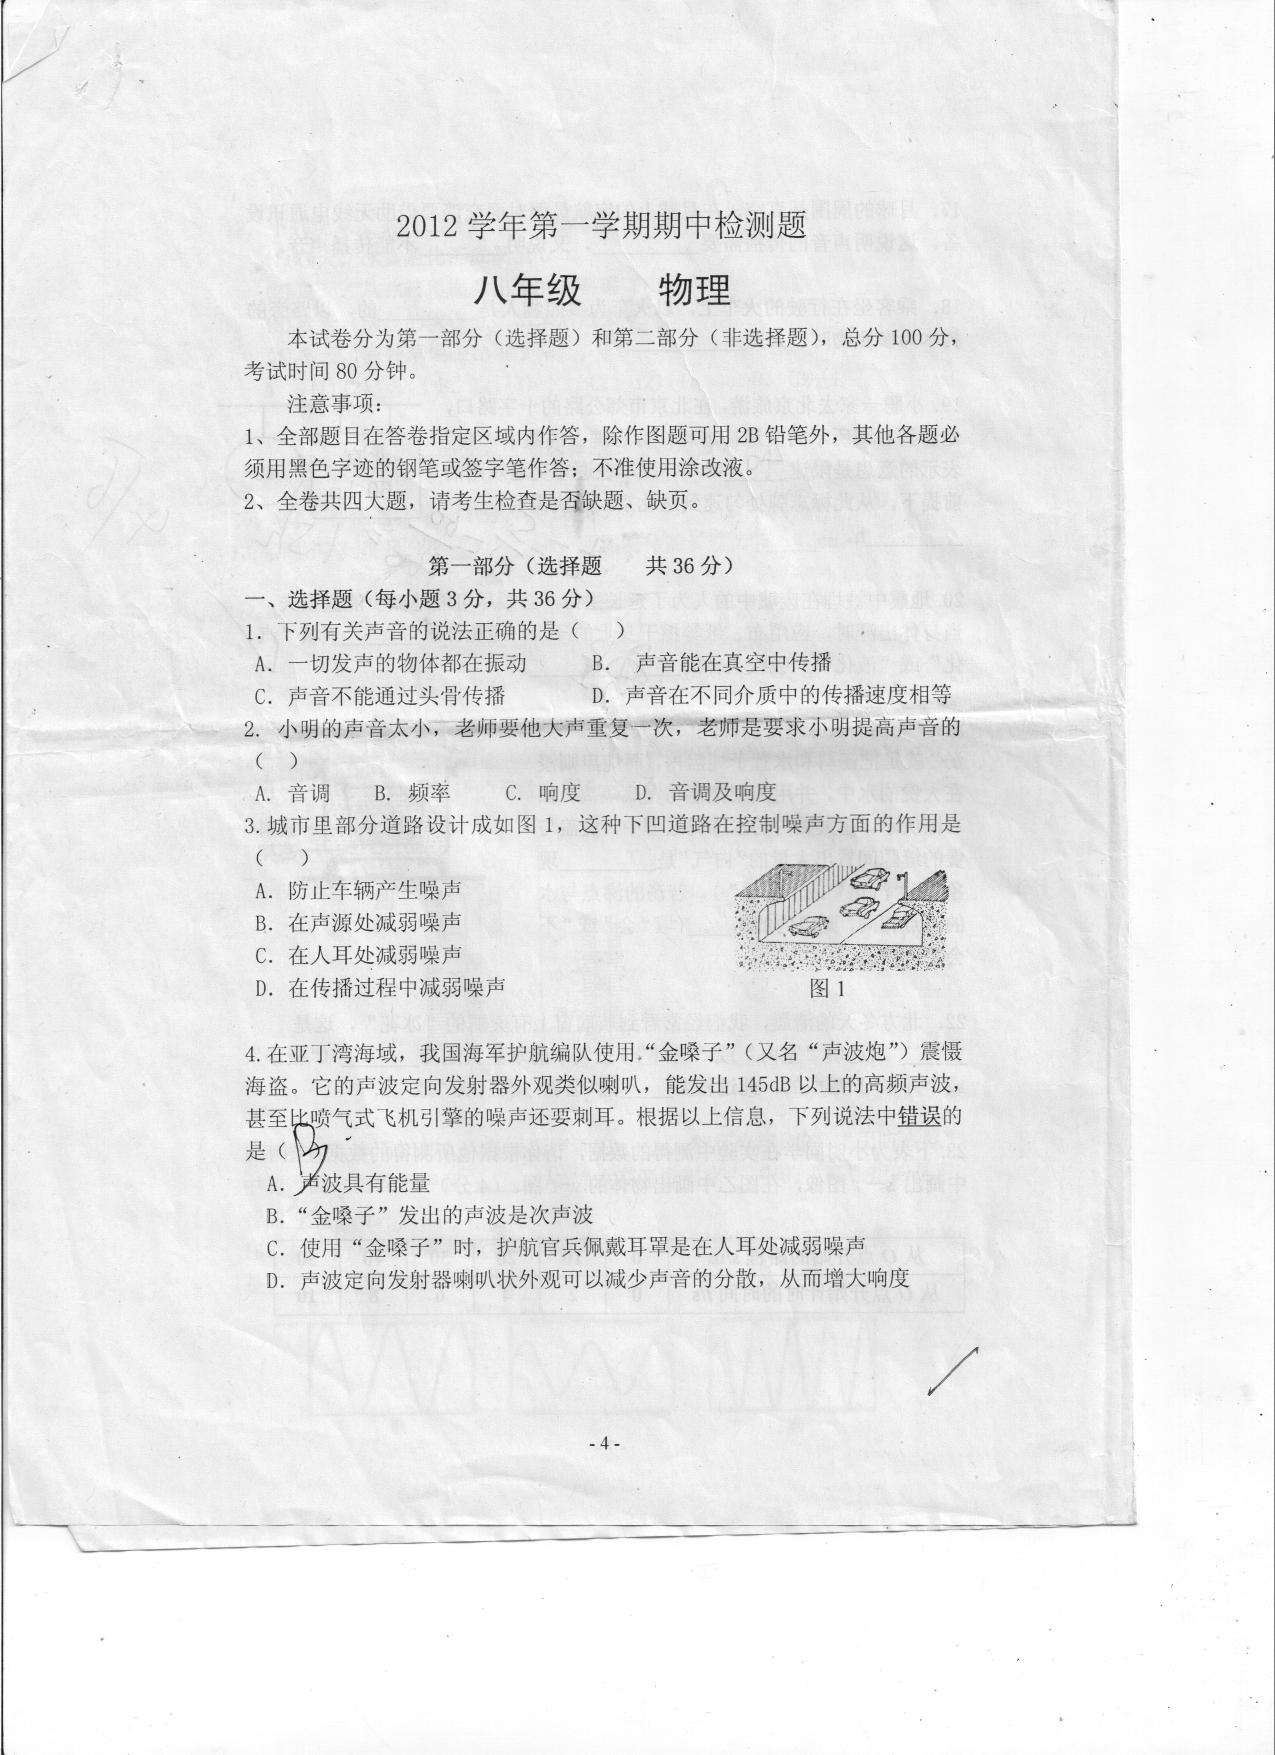 2012 学年第一学期期中检测题
八年级 物理
本试卷分为第一部分（选择题）和第二部分（非选择题），总分 100 分，
考试时间 80 分钟。
注意事项：
1、全部题目在答卷指定区域内作答，除作图题可用 2B 铅笔外，其他各题必
须用黑色字迹的钢笔或签字笔作答；不准使用涂改液。
2、全卷共四大题，请考生检查是否缺题、缺页。
第一部分（选择题 共 36 分）
一、选择题（每小题 3 分，共 36 分）
1. 下列有关声音的说法正确的是（ ）
A. 一切发声的物体都在振动 B. 声音能在真空中传播
C. 声音不能通过头骨传播 D. 声音在不同介质中的传播速度相等
2. 小明的声音太小，老师要他大声重复一次，老师是要求小明提高声音的
（ ）
A. 音调 B. 频率 C. 响度 D. 音调及响度
3.城市里部分道路设计成如图 1，这种下凹道路在控制噪声方面的作用是
（ ）
A. 防止车辆产生噪声
B. 在声源处减弱噪声
C. 在人耳处减弱噪声
D. 在传播过程中减弱噪声
图 1
4.在亚丁湾海域，我国海军护航编队使用“金嗓子”（又名“声波炮”）震慑
海盗。它的声波定向发射器外观类似喇叭，能发出 145dB 以上的高频声波，
甚至比喷气式飞机引擎的噪声还要刺耳。根据以上信息，下列说法中错误的
是（ B
A. 声波具有能量
B. “金嗓子”发出的声波是次声波
C. 使用“金嗓子”时，护航官兵佩戴耳罩是在人耳处减弱噪声
D. 声波定向发射器喇叭状外观可以减少声音的分散，从而增大响度
- 4 -